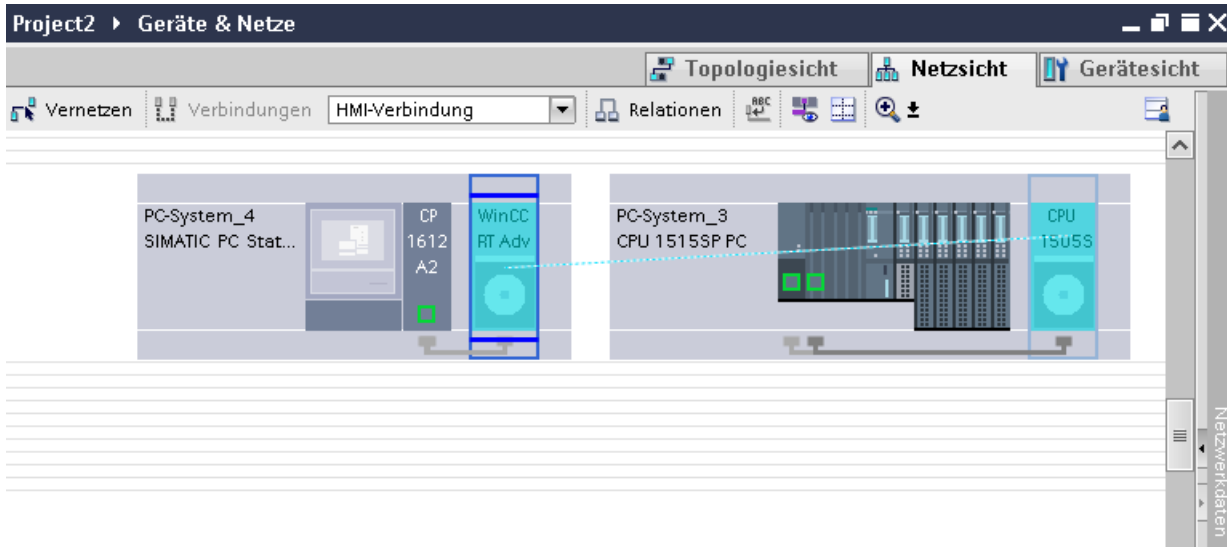 Project2 ▸ Geräte & Netze
Topologiesicht
Netzsicht
Gerätesicht
Vernetzen
Verbindungen
HMI-Verbindung
Relationen
ABC
PC-System_4
SIMATIC PC Stat...
CP
1612
A2
WinCC
RT Adv
PC-System_3
CPU 1515SP PC
CPU
1505S
Netzwerkdaten